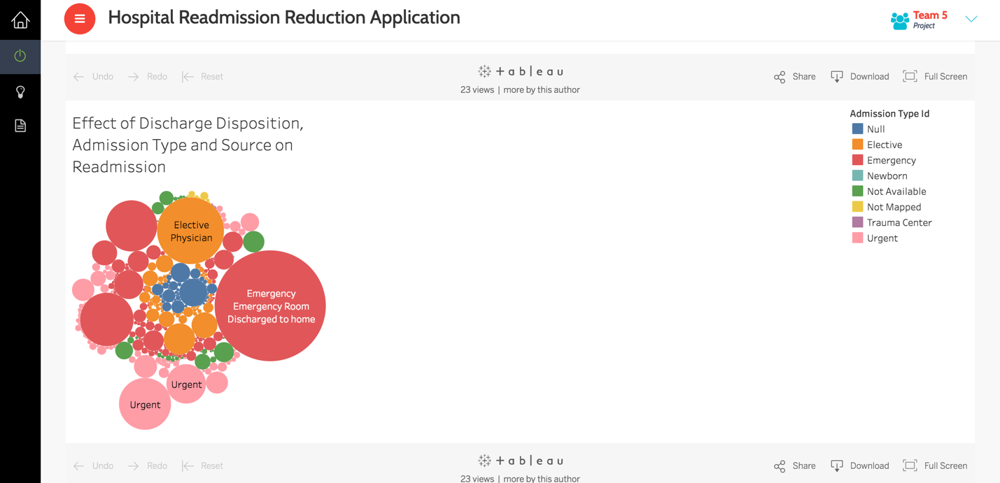 Hospital Readmission Reduction Application
Team 5
Project
Undo
Redo
Reset
+ a b l e a u
23 views | more by this author
Share
Download
Full Screen
Effect of Discharge Disposition,
Admission Type and Source on
Readmission
Admission Type Id
Null
Elective
Emergency
Newborn
Not Available
Not Mapped
Trauma Center
Urgent
Elective
Physician
Emergency
Emergency Room
Discharged to home
Urgent
Urgent
Undo
Redo
Reset
+ a b l e a u
23 views | more by this author
Share
Download
Full Screen